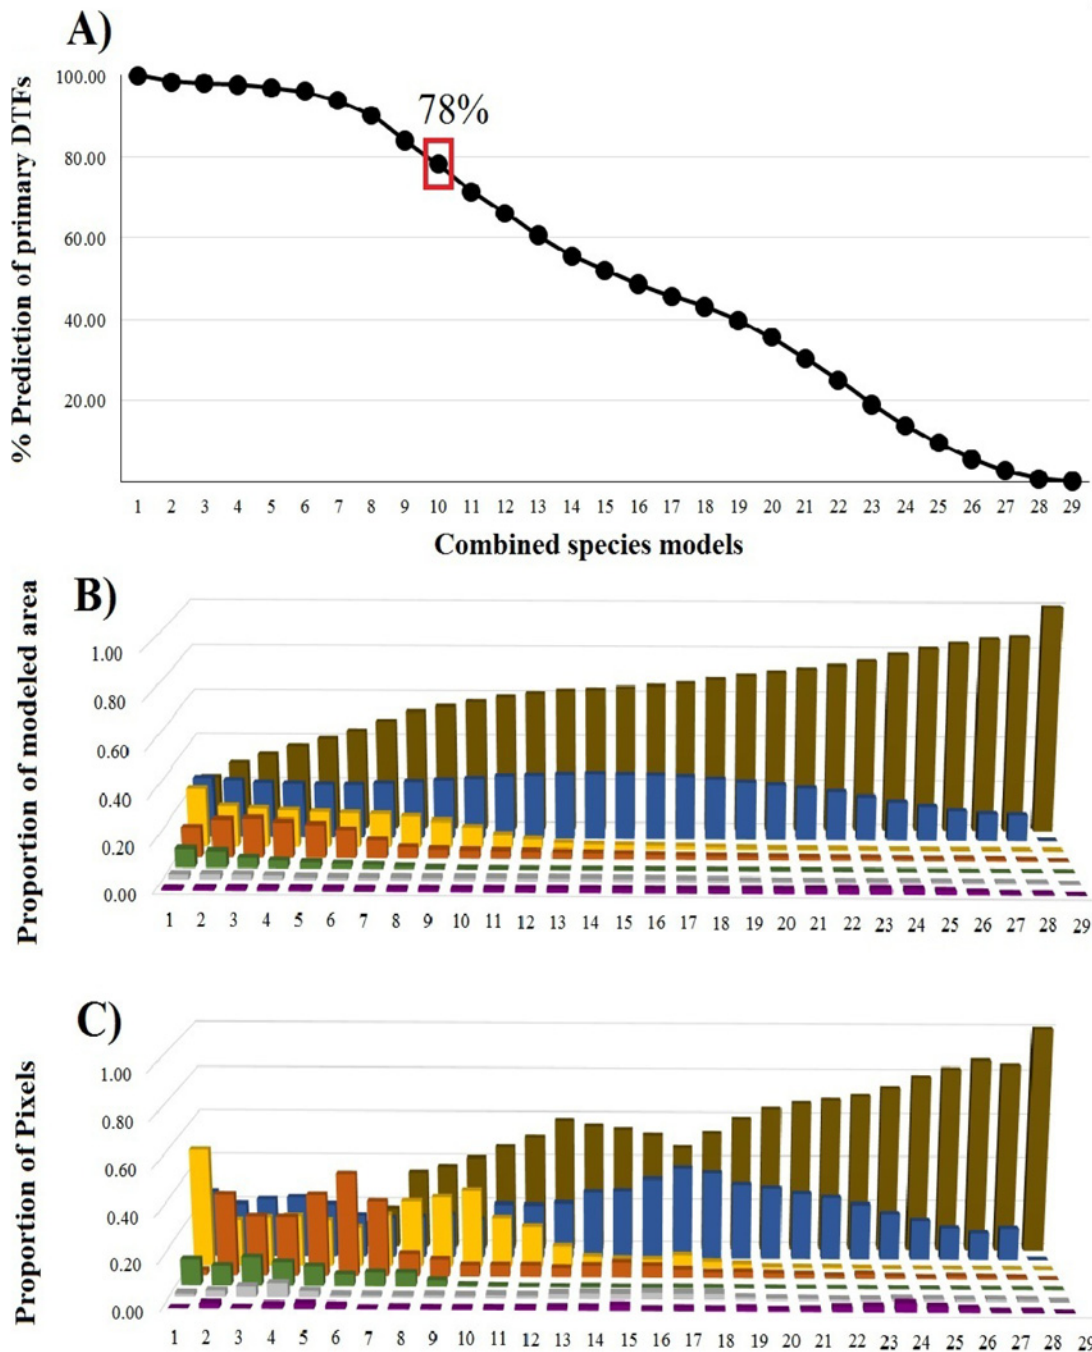 A)
% Prediction of primary DTFs
100.00
78%
80.00
60.00
40.00
20.00
1 2 3 4 5 6 7 8 9 10 11 12 13 14 15 16 17 18 19 20 21 22 23 24 25 26 27 28 29
Combined species models
B)
Proportion of modeled area
1.00
0.80
0.60
0.40
0.20
0.00
1 2 3 4 5 6 7 8 9 10 11 12 13 14 15 16 17 18 19 20 21 22 23 24 25 26 27 28 29
C)
Proportion of Pixels
1.00
0.80
0.60
0.40
0.20
0.00
1 2 3 4 5 6 7 8 9 10 11 12 13 14 15 16 17 18 19 20 21 22 23 24 25 26 27 28 29